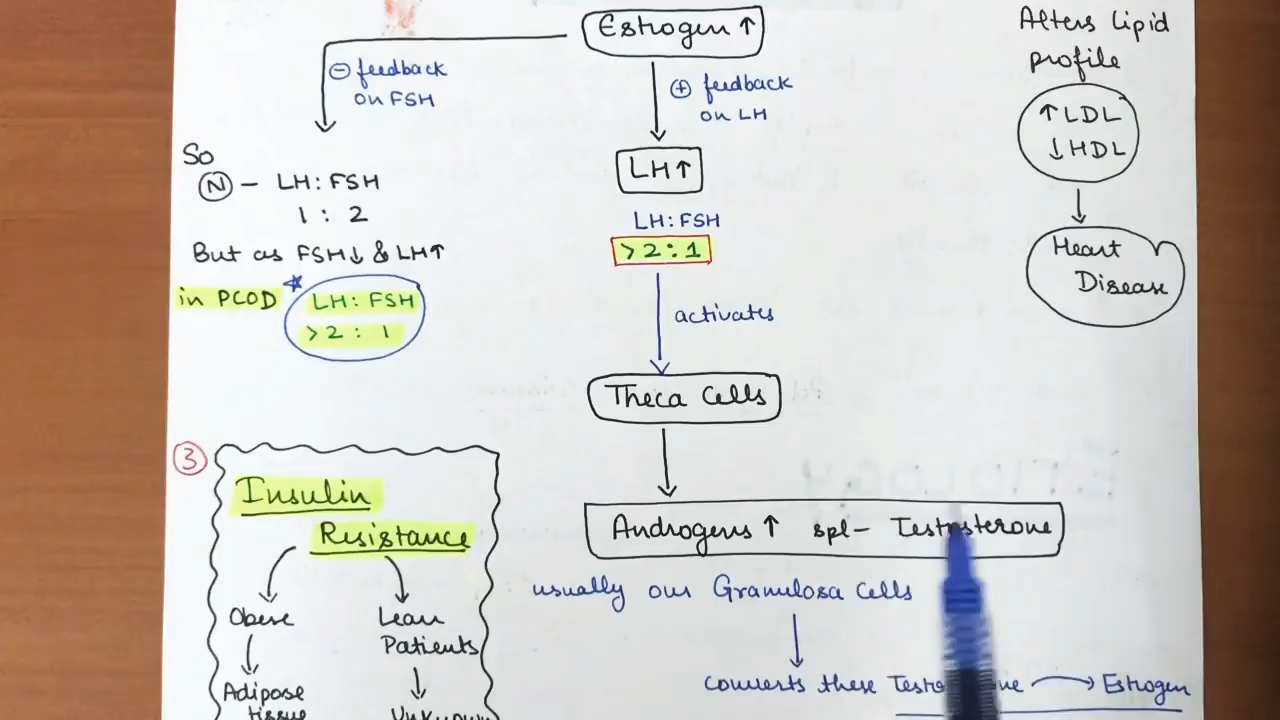 Estrogen ↑
⊖ feedback
on FSH
⊕ feedback
on LH
Alters lipid
profile
↑ LDL
↓ HDL
Heart
Disease
So
Ⓝ - LH : FSH
1 : 2
But as FSH↓ & LH↑
in PCOD
LH : FSH
>2 : 1
LH↑
LH:FSH
>2 : 1
activates
Theca Cells
Androgens ↑ spl- Testosterone
usually our Granulosa Cells
converts these → Estrogen
③
Insulin
Resistance
Obese
Lean
Patients
Adipose
tissue
Unknown